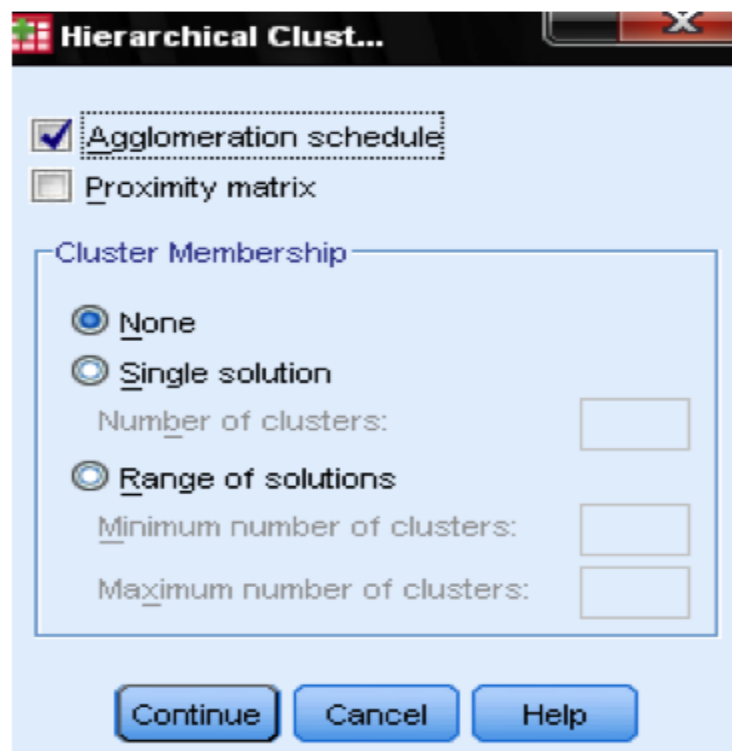 Hierarchical Clust...
Agglomeration schedule
Proximity matrix
Cluster Membership
None
Single solution
Number of clusters:
Range of solutions
Minimum number of clusters:
Maximum number of clusters:
Continue Cancel Help